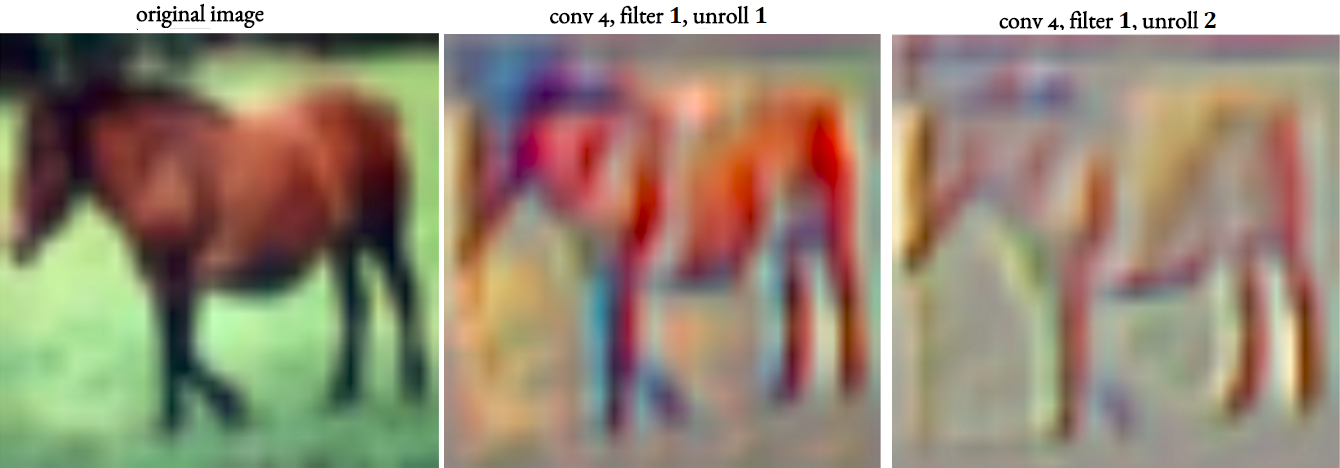 original image
conv 4, filter 1, unroll 1
conv 4, filter 1, unroll 2